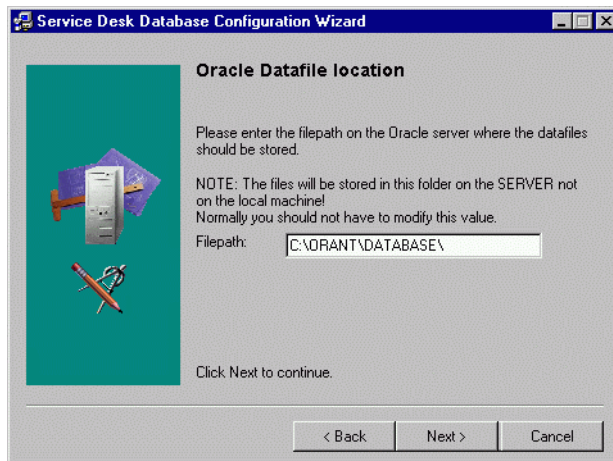 Service Desk Database Configuration Wizard
Oracle Datafile location
Please enter the filepath on the Oracle server where the datafiles
should be stored.
NOTE: The files will be stored in this folder on the SERVER not
on the local machine!
Normally you should not have to modify this value.
Filepath: C:\ORANT\DATABASE\
Click Next to continue.
< Back Next > Cancel